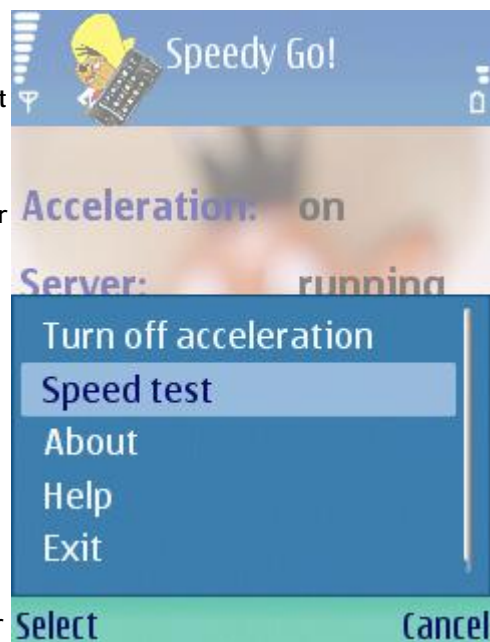 Speedy Go!
t
r
Acceleration: on
Server: running
Turn off acceleration
Speed test
About
Help
Exit
Select Cancel